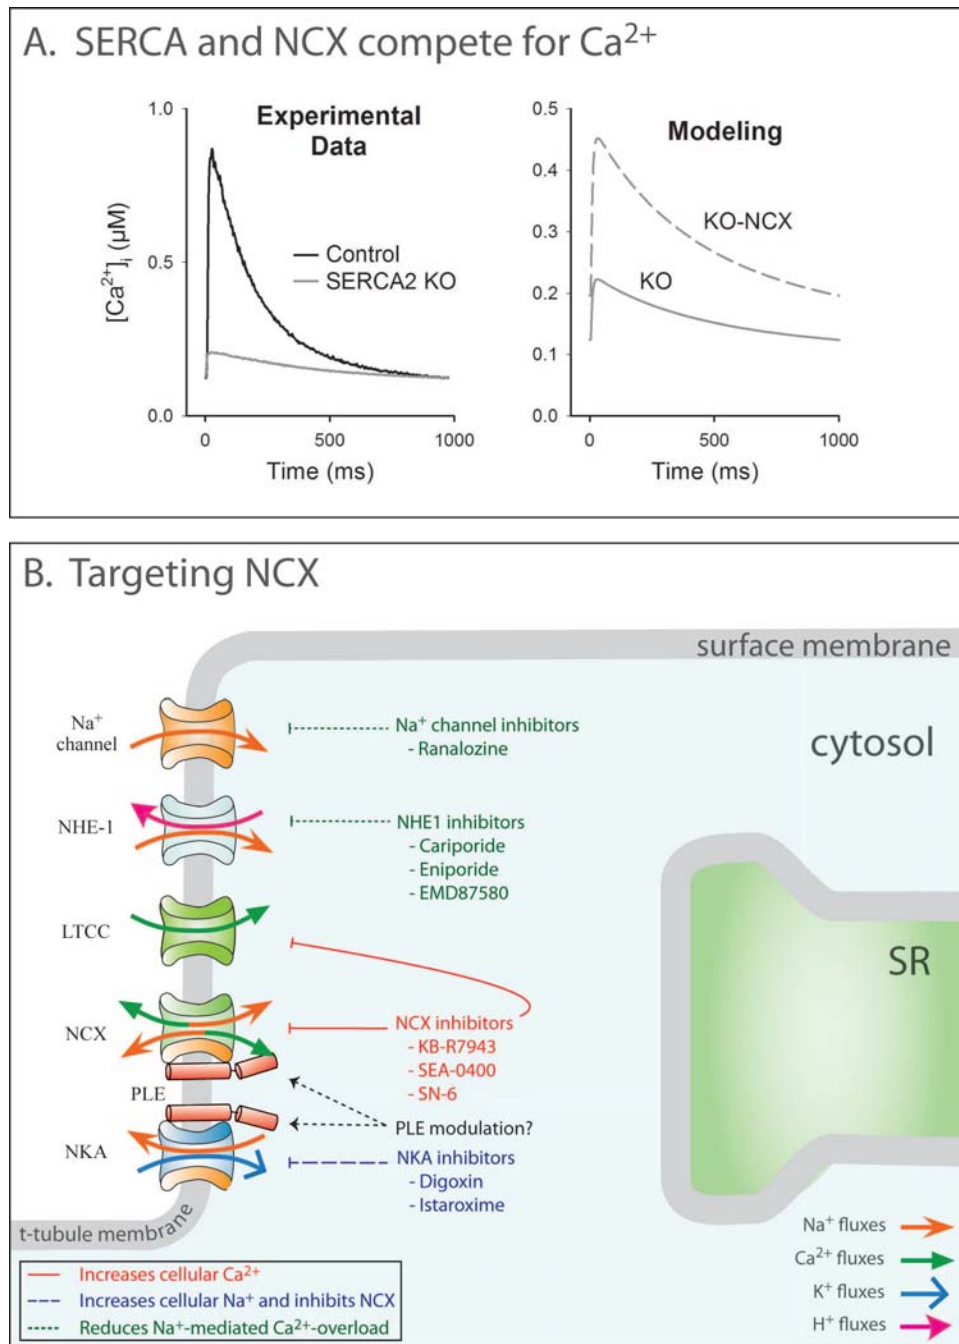 A. SERCA and NCX compete for Ca2+
Experimental
Data
1.0
0.5
0.0
[Ca2+]i (μM)
Control
SERCA2 KO
0
500
1000
Time (ms)
Modeling
0.5
0.4
0.3
0.2
0.1
0.0
KO-NCX
KO
0
500
1000
Time (ms)
B. Targeting NCX
surface membrane
cytosol
Na+
channel
Na+ channel inhibitors
- Ranalozine
NHE-1
NHE1 inhibitors
- Cariporide
- Eniporide
- EMD87580
LTCC
SR
NCX
NCX inhibitors
- KB-R7943
- SEA-0400
- SN-6
PLE
PLE modulation?
NKA
NKA inhibitors
- Digoxin
- Istaroxime
t-tubule membrane
Na+ fluxes
Ca2+ fluxes
K+ fluxes
H+ fluxes
Increases cellular Ca2+
Increases cellular Na+ and inhibits NCX
Reduces Na+-mediated Ca2+-overload